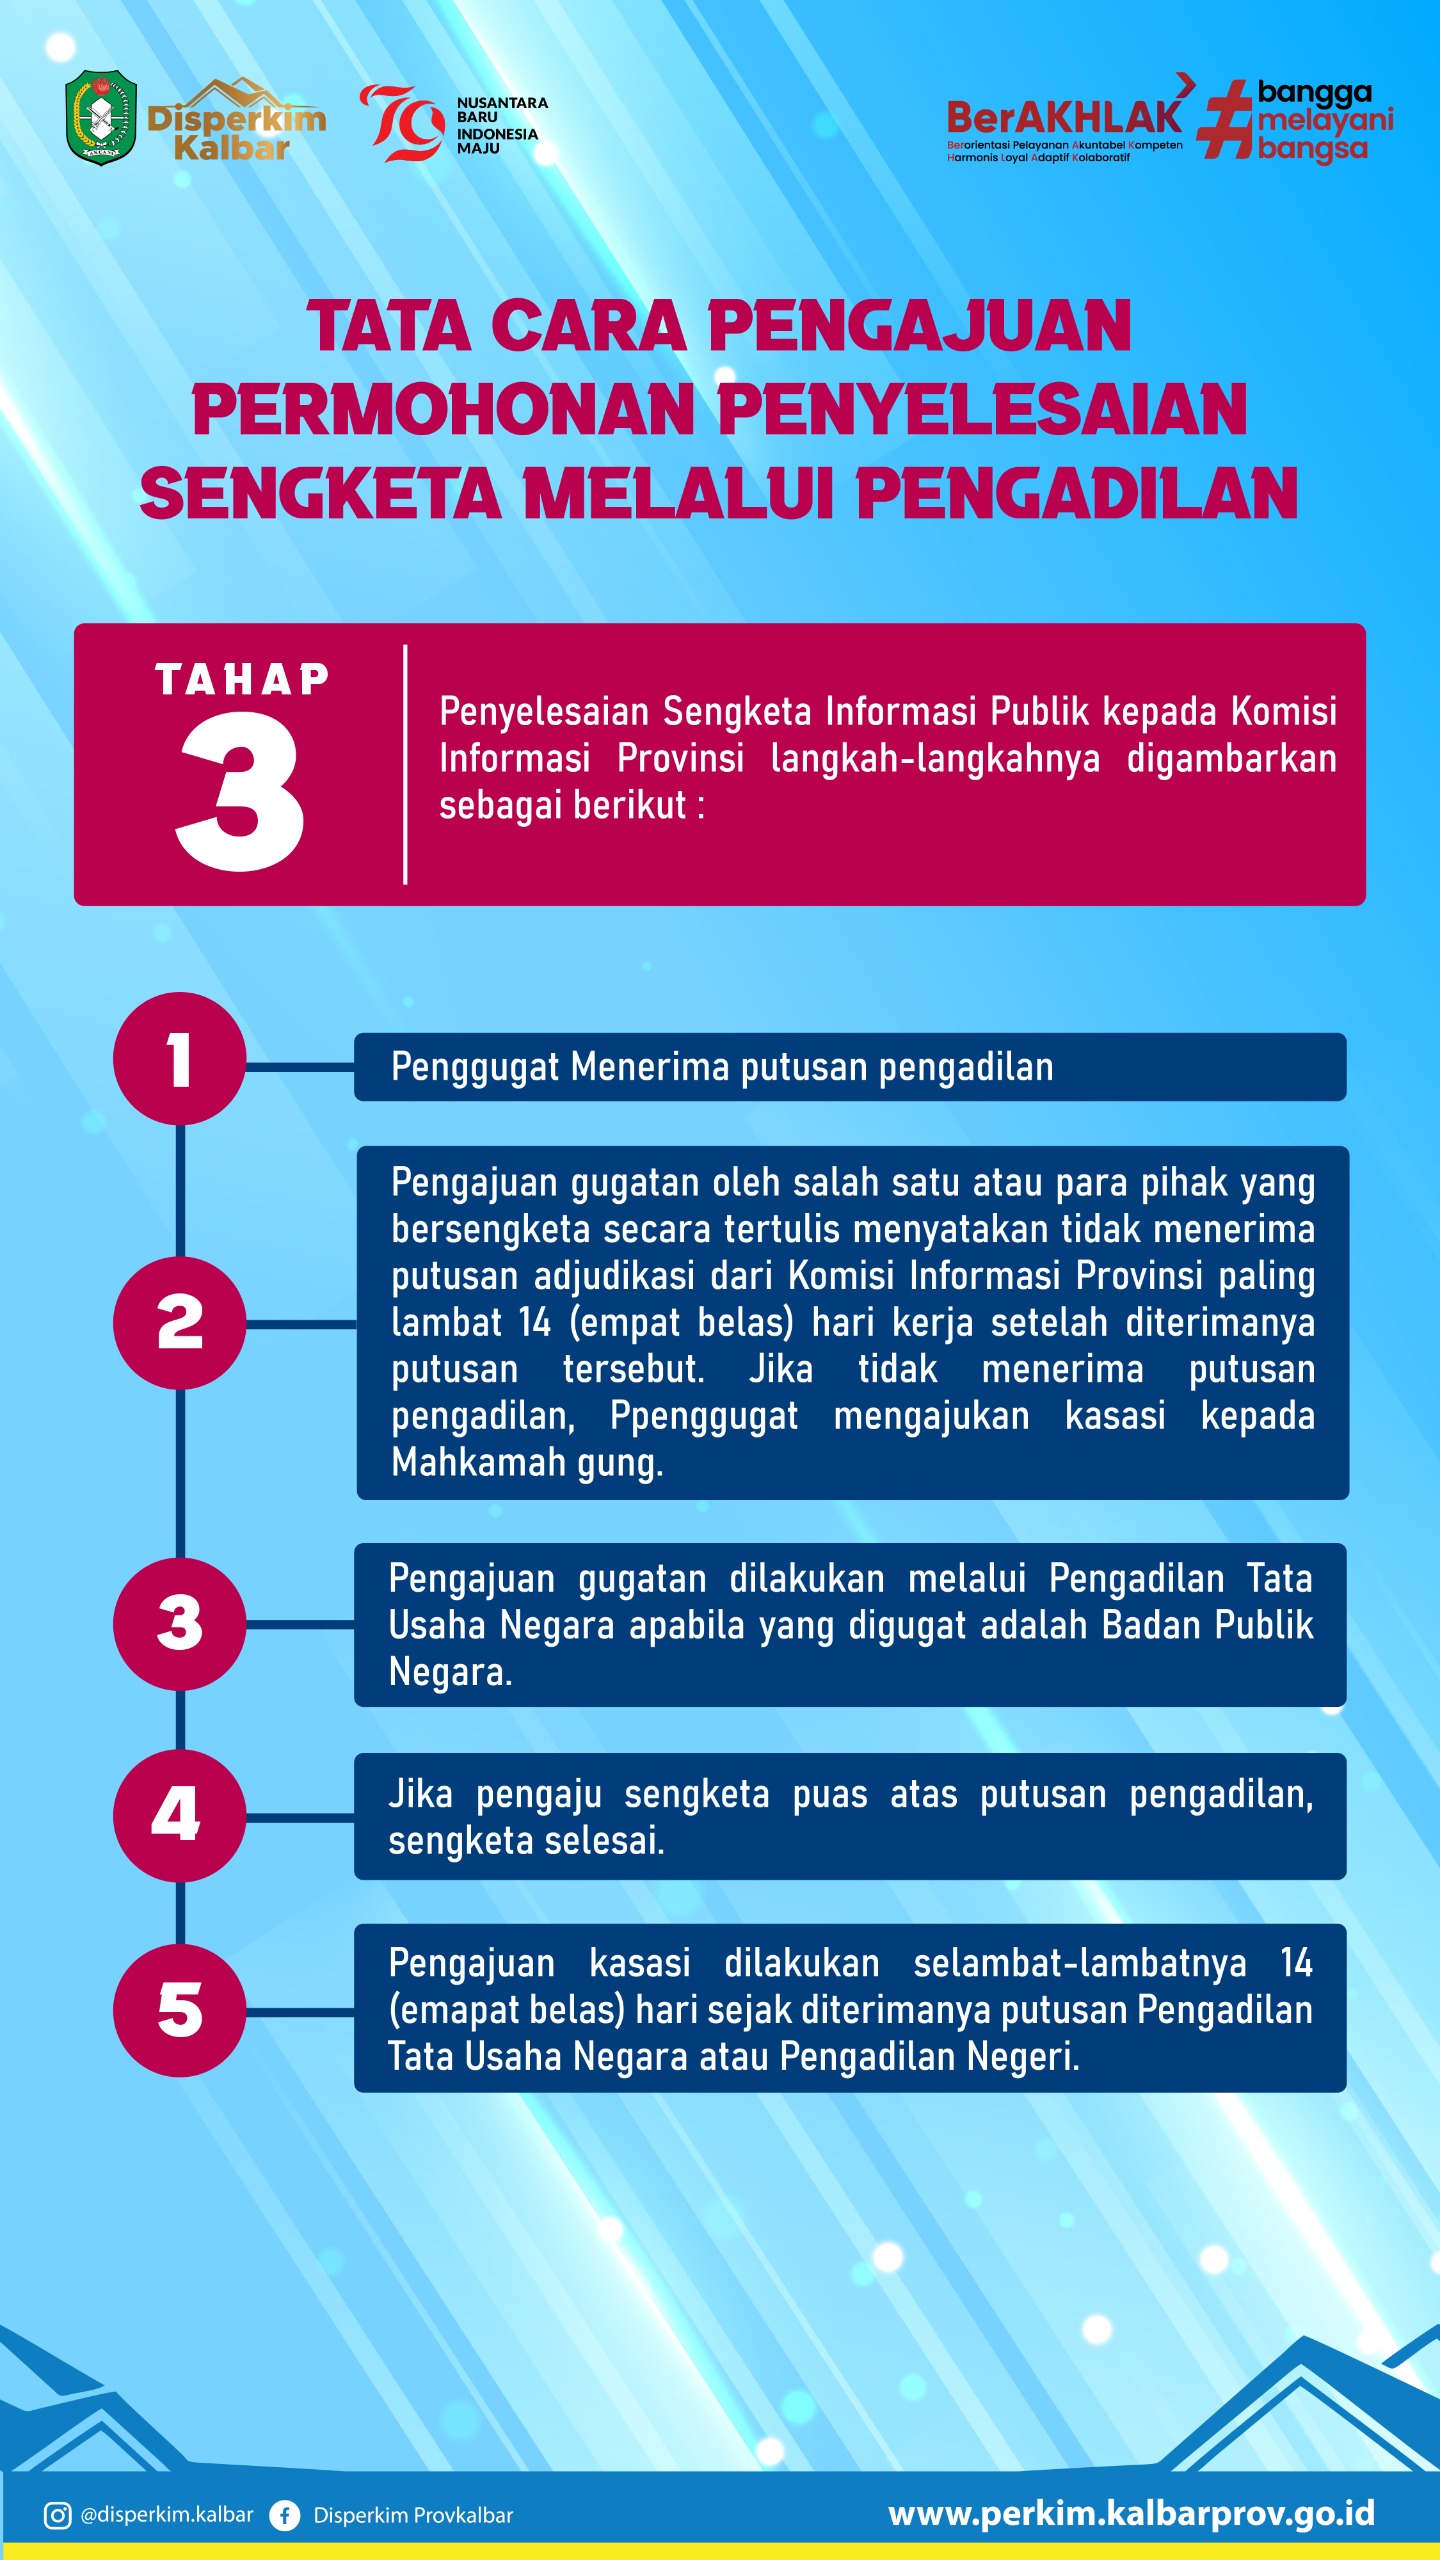 Disperkim
Kalbar
79
NUSANTARA
BARU
INDONESIA
MAJU
BerAKHLAK
Berorientasi Pelayanan Akuntabel Kompeten
Harmonis Loyal Adaptif Kolaboratif
#bangga
melayani
bangsa
TATA CARA PENGAJUAN
PERMOHONAN PENYELESAIAN
SENGKETA MELALUI PENGADILAN
TAHAP
3
Penyelesaian Sengketa Informasi Publik kepada Komisi
Informasi Provinsi langkah-langkahnya digambarkan
sebagai berikut :
1
Penggugat Menerima putusan pengadilan
2
Pengajuan gugatan oleh salah satu atau para pihak yang
bersengketa secara tertulis menyatakan tidak menerima
putusan adjudikasi dari Komisi Informasi Provinsi paling
lambat 14 (empat belas) hari kerja setelah diterimanya
putusan tersebut. Jika tidak menerima putusan
pengadilan, Ppenggugat mengajukan kasasi kepada
Mahkamah gung.
3
Pengajuan gugatan dilakukan melalui Pengadilan Tata
Usaha Negara apabila yang digugat adalah Badan Publik
Negara.
4
Jika pengaju sengketa puas atas putusan pengadilan,
sengketa selesai.
5
Pengajuan kasasi dilakukan selambat-lambatnya 14
(emapat belas) hari sejak diterimanya putusan Pengadilan
Tata Usaha Negara atau Pengadilan Negeri.
@disperkim.kalbar
Disperkim Provkalbar
www.perkim.kalbarprov.go.id